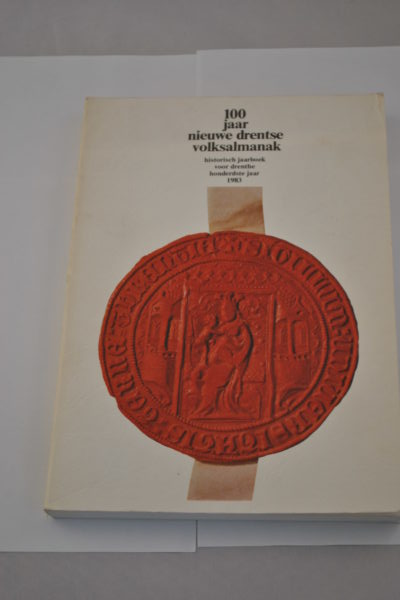 100
jaar
nieuwe drentse
volksalmanak
historisch jaarboek
voor drenthe
honderdste jaar
1983